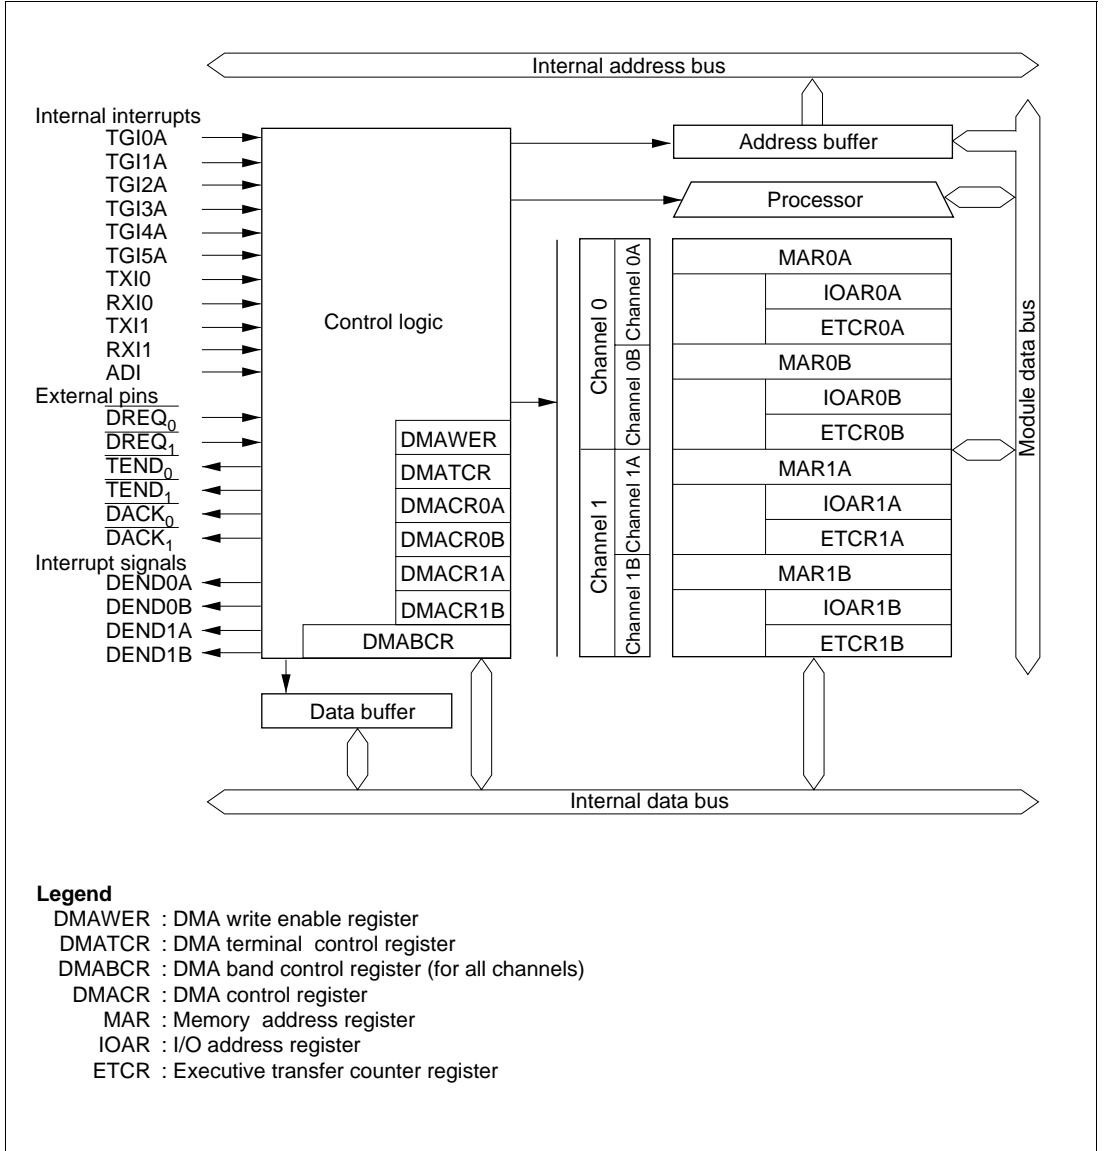 Internal address bus
Internal interrupts
TGI0A
TGI1A
TGI2A
TGI3A
TGI4A
TGI5A
TXI0
RXI0
TXI1
RXI1
ADI
External pins
DREQ0
DREQ1
TEND0
TEND1
DACK0
DACK1
Interrupt signals
DEND0A
DEND0B
DEND1A
DEND1B
Control logic
DMAWER
DMATCR
DMACR0A
DMACR0B
DMACR1A
DMACR1B
DMABCR
Data buffer
Address buffer
Processor
Channel 0
Channel 0A
Channel 0B
Channel 1
Channel 1A
Channel 1B
MAR0A
IOAR0A
ETCR0A
MAR0B
IOAR0B
ETCR0B
MAR1A
IOAR1A
ETCR1A
MAR1B
IOAR1B
ETCR1B
Module data bus
Internal data bus
Legend
DMAWER : DMA write enable register
DMATCR : DMA terminal control register
DMABCR : DMA band control register (for all channels)
DMACR : DMA control register
MAR : Memory address register
IOAR : I/O address register
ETCR : Executive transfer counter register